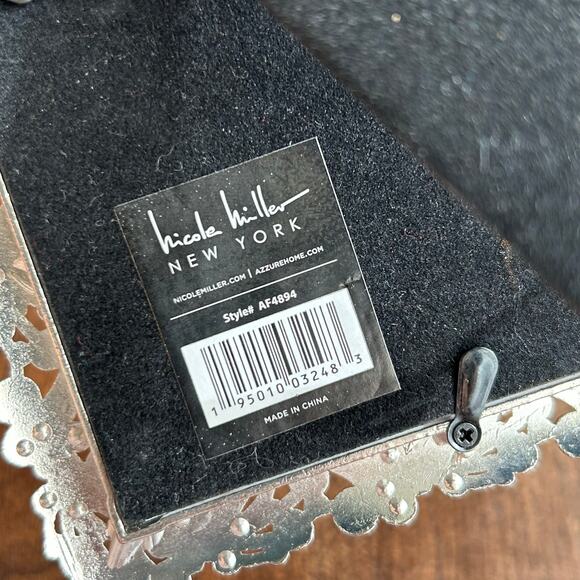 nicole miller
NEW YORK
NICOLEMILLER.COM | AZZUREHOME.COM
Style# AF4894
1 95010 03248 3
MADE IN CHINA